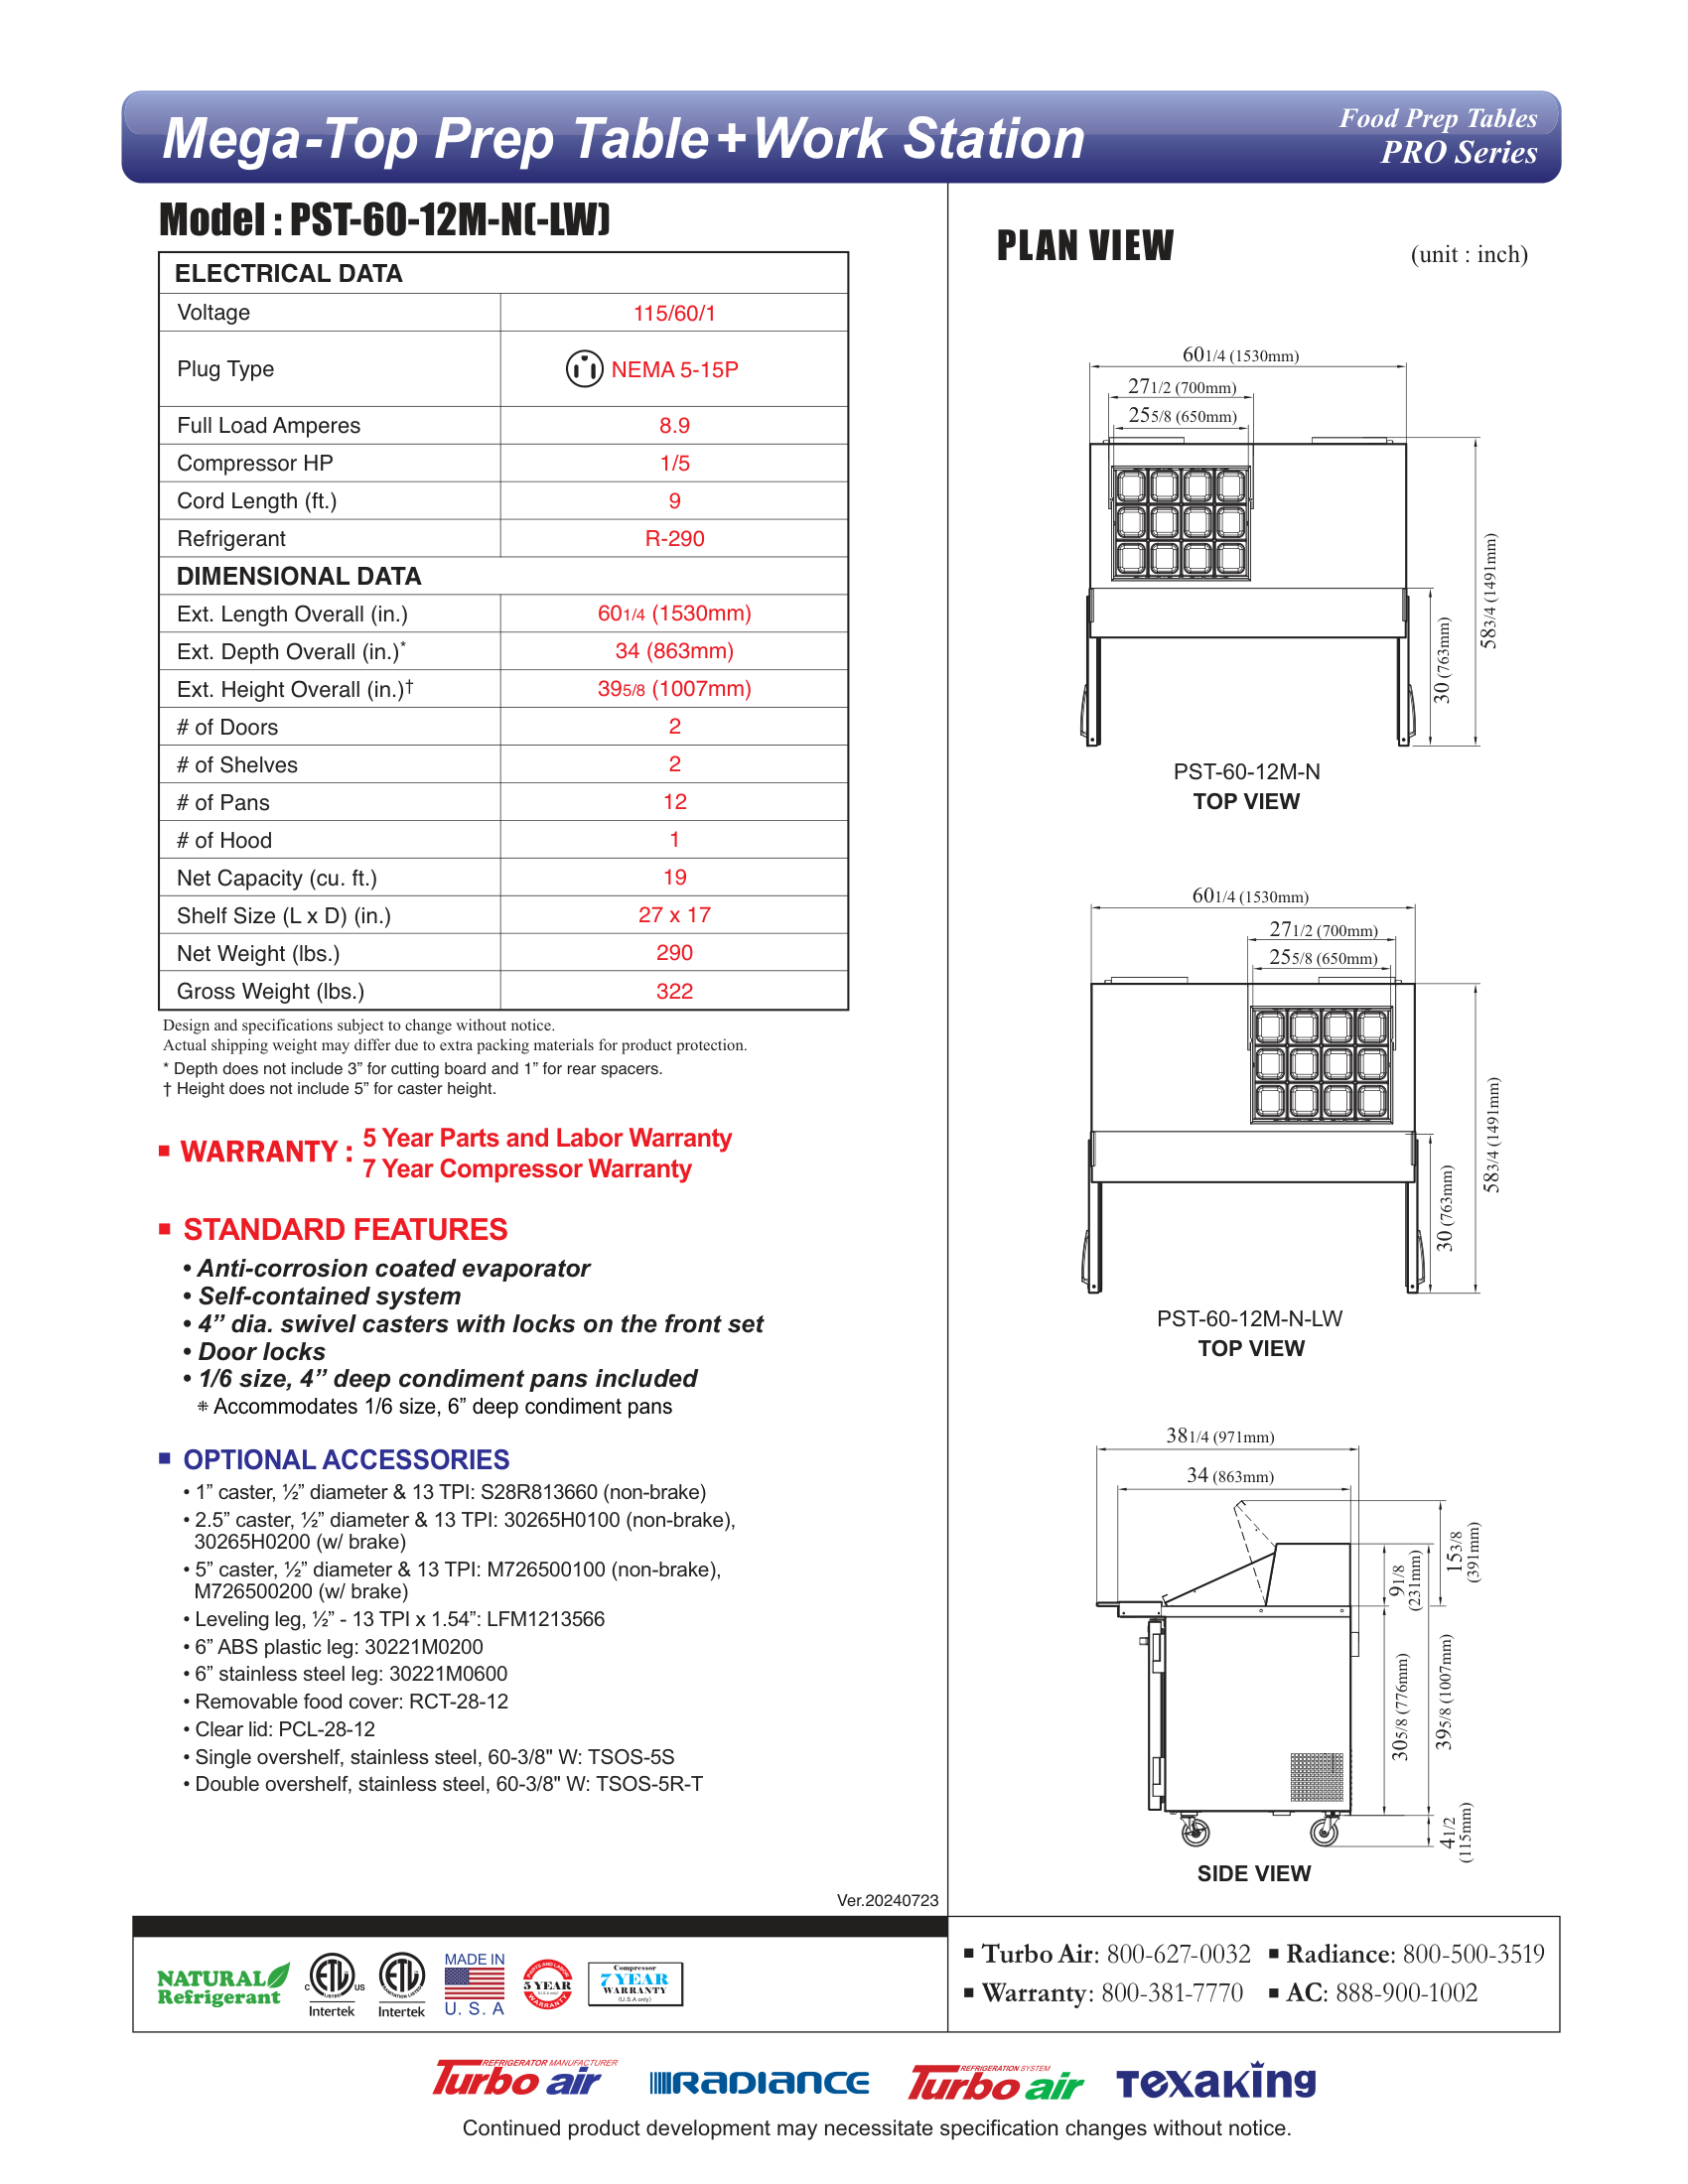 Mega-Top Prep Table+Work Station
Food Prep Tables
PRO Series
Model : PST-60-12M-N(-LW)
ELECTRICAL DATA
Voltage 115/60/1
Plug Type NEMA 5-15P
Full Load Amperes 8.9
Compressor HP 1/5
Cord Length (ft.) 9
Refrigerant R-290
DIMENSIONAL DATA
Ext. Length Overall (in.) 60 1/4 (1530mm)
Ext. Depth Overall (in.)* 34 (863mm)
Ext. Height Overall (in.)† 39 5/8 (1007mm)
# of Doors 2
# of Shelves 2
# of Pans 12
# of Hood 1
Net Capacity (cu. ft.) 19
Shelf Size (L x D) (in.) 27 x 17
Net Weight (lbs.) 290
Gross Weight (lbs.) 322
Design and specifications subject to change without notice.
Actual shipping weight may differ due to extra packing materials for product protection.
* Depth does not include 3” for cutting board and 1” for rear spacers.
† Height does not include 5” for caster height.
▪ WARRANTY : 5 Year Parts and Labor Warranty
7 Year Compressor Warranty
▪ STANDARD FEATURES
• Anti-corrosion coated evaporator
• Self-contained system
• 4” dia. swivel casters with locks on the front set
• Door locks
• 1/6 size, 4” deep condiment pans included
⁜ Accommodates 1/6 size, 6” deep condiment pans
▪ OPTIONAL ACCESSORIES
• 1” caster, ½” diameter & 13 TPI: S28R813660 (non-brake)
• 2.5” caster, ½” diameter & 13 TPI: 30265H0100 (non-brake),
30265H0200 (w/ brake)
• 5” caster, ½” diameter & 13 TPI: M726500100 (non-brake),
M726500200 (w/ brake)
• Leveling leg, ½” - 13 TPI x 1.54”: LFM1213566
• 6” ABS plastic leg: 30221M0200
• 6” stainless steel leg: 30221M0600
• Removable food cover: RCT-28-12
• Clear lid: PCL-28-12
• Single overshelf, stainless steel, 60-3/8" W: TSOS-5S
• Double overshelf, stainless steel, 60-3/8" W: TSOS-5R-T
Ver.20240723
PLAN VIEW
(unit : inch)
60 1/4 (1530mm)
27 1/2 (700mm)
25 5/8 (650mm)
58 3/4 (1491mm)
30 (763mm)
PST-60-12M-N
TOP VIEW
60 1/4 (1530mm)
27 1/2 (700mm)
25 5/8 (650mm)
58 3/4 (1491mm)
30 (763mm)
PST-60-12M-N-LW
TOP VIEW
38 1/4 (971mm)
34 (863mm)
15 3/8
(391mm)
9 1/8
(231mm)
30 5/8 (776mm)
39 5/8 (1007mm)
4 1/2
(115mm)
SIDE VIEW
NATURAL
Refrigerant
C ETL US
LISTED
Intertek
ETL
SANITATION LISTED
Intertek
MADE IN
U. S. A
PARTS AND LABOR
5 YEAR
(U.S.A only)
WARRANTY
Compressor
7 YEAR
WARRANTY
(U.S.A only)
▪ Turbo Air: 800-627-0032 ▪ Radiance: 800-500-3519
▪ Warranty: 800-381-7770 ▪ AC: 888-900-1002
REFRIGERATOR MANUFACTURER
Turbo air
RADIANCE
REFRIGERATION SYSTEM
Turbo air
Texaking
Continued product development may necessitate specification changes without notice.